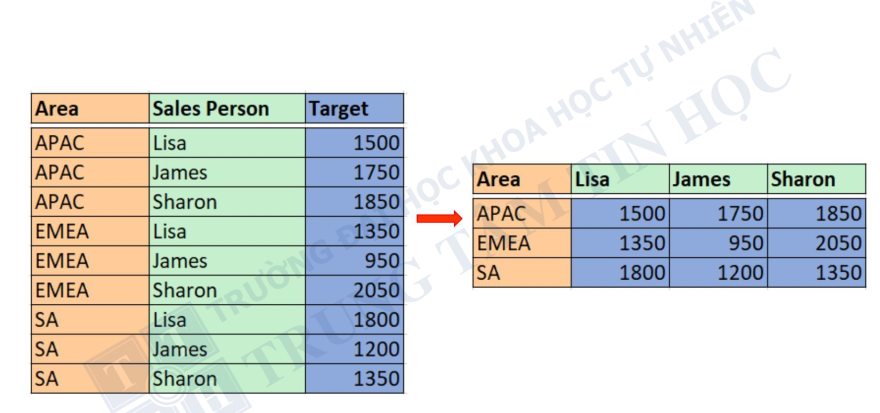 Area Sales Person Target
APAC Lisa 1500
APAC James 1750
APAC Sharon 1850
EMEA Lisa 1350
EMEA James 950
EMEA Sharon 2050
SA Lisa 1800
SA James 1200
SA Sharon 1350
Area Lisa James Sharon
APAC 1500 1750 1850
EMEA 1350 950 2050
SA 1800 1200 1350
TRƯỜNG ĐẠI HỌC KHOA HỌC TỰ NHIÊN
TRUNG TÂM TIN HỌC